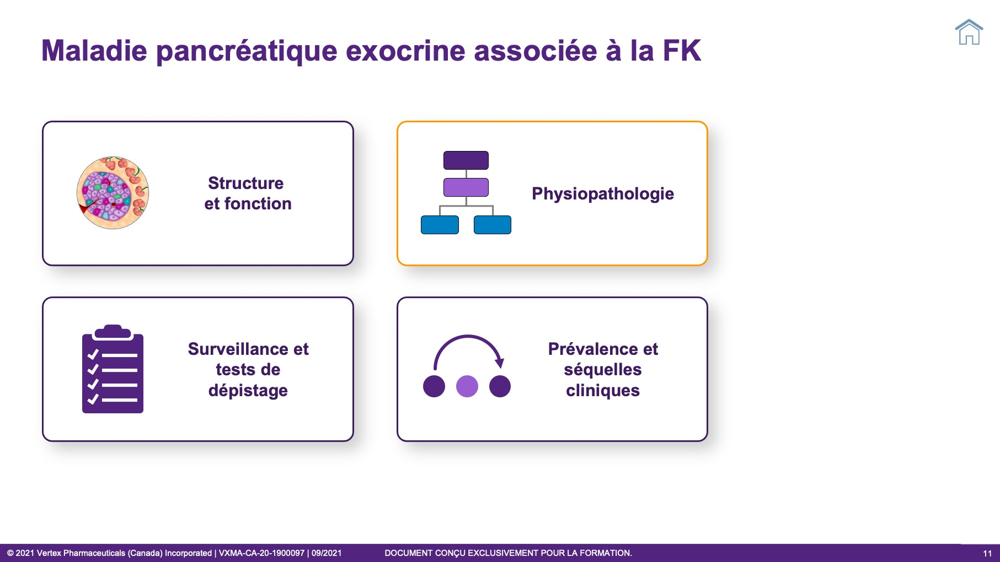 Maladie pancréatique exocrine associée à la FK
Structure
et fonction
Physiopathologie
Surveillance et
tests de
dépistage
Prévalence et
séquelles
cliniques
© 2021 Vertex Pharmaceuticals (Canada) Incorporated | VXMA-CA-20-1900097 | 09/2021
DOCUMENT CONÇU EXCLUSIVEMENT POUR LA FORMATION.
11